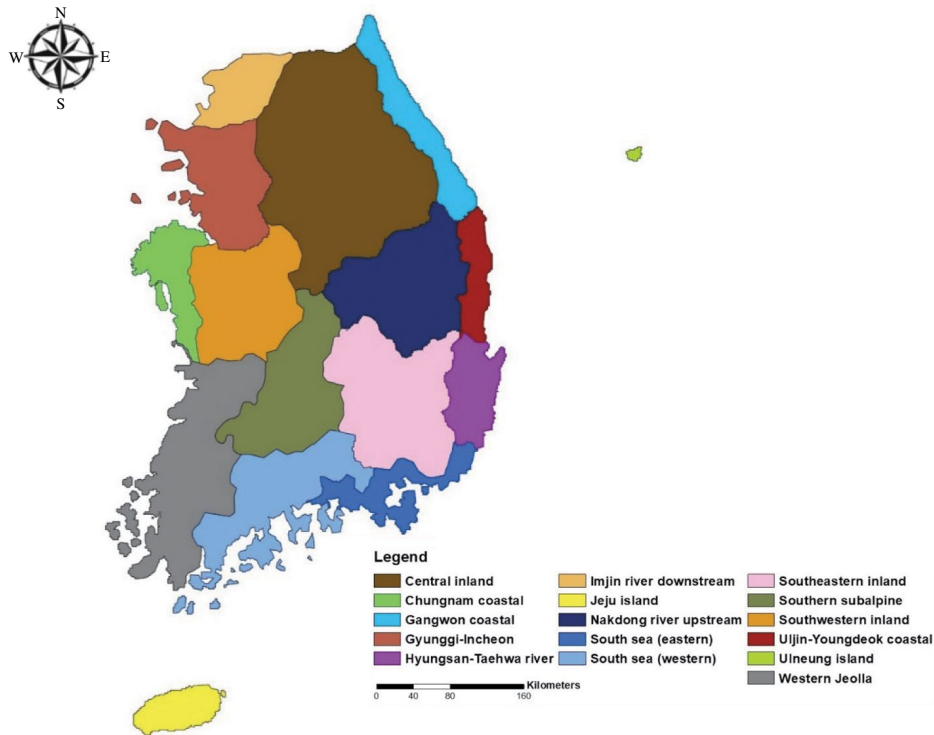 N
W E
S
Legend
Central inland
Chungnam coastal
Gangwon coastal
Gyunggi-Incheon
Hyungsan-Taehwa river
Imjin river downstream
Jeju island
Nakdong river upstream
South sea (eastern)
South sea (western)
Southeastern inland
Southern subalpine
Southwestern inland
Uljin-Youngdeok coastal
Ulneung island
Western Jeolla
Kilometers
0 40 80 160